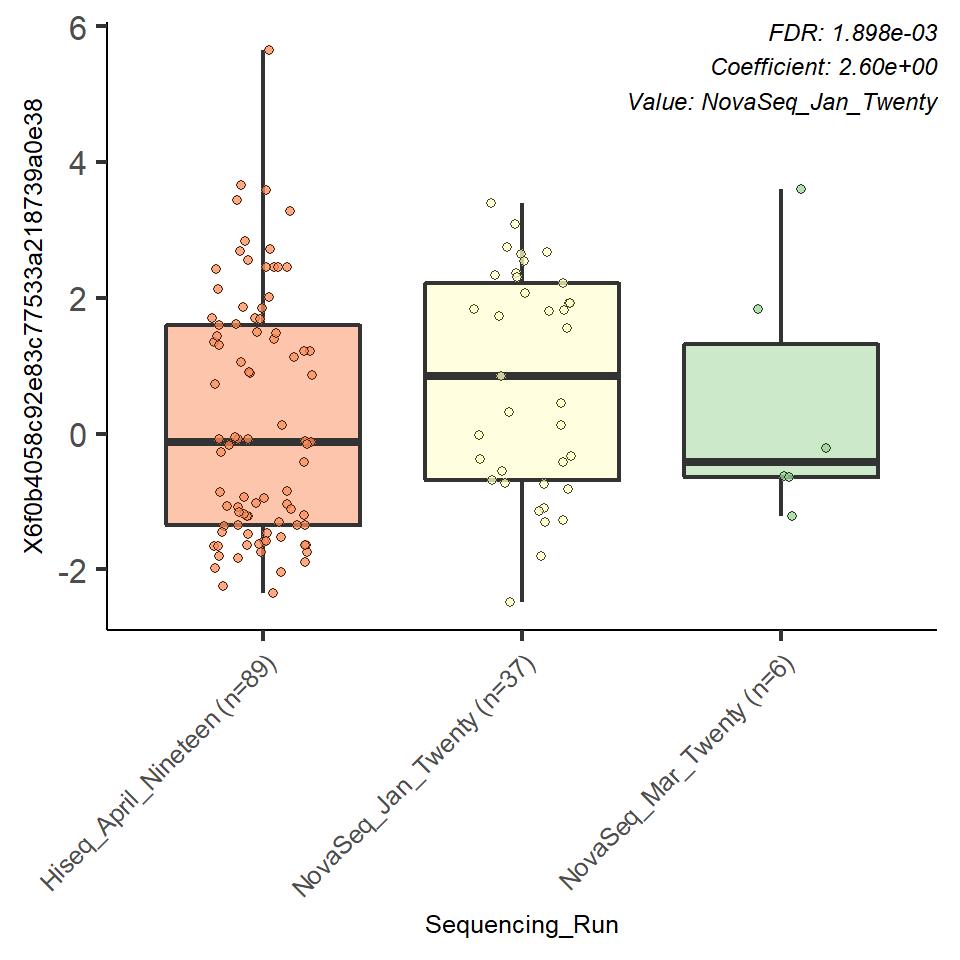 FDR: 1.898e-03
Coefficient: 2.60e+00
Value: NovaSeq_Jan_Twenty
X6f0b4058c92e83c77533a218739a0e38
6
4
2
0
-2
Hiseq_April_Nineteen (n=89)
NovaSeq_Jan_Twenty (n=37)
NovaSeq_Mar_Twenty (n=6)
Sequencing_Run